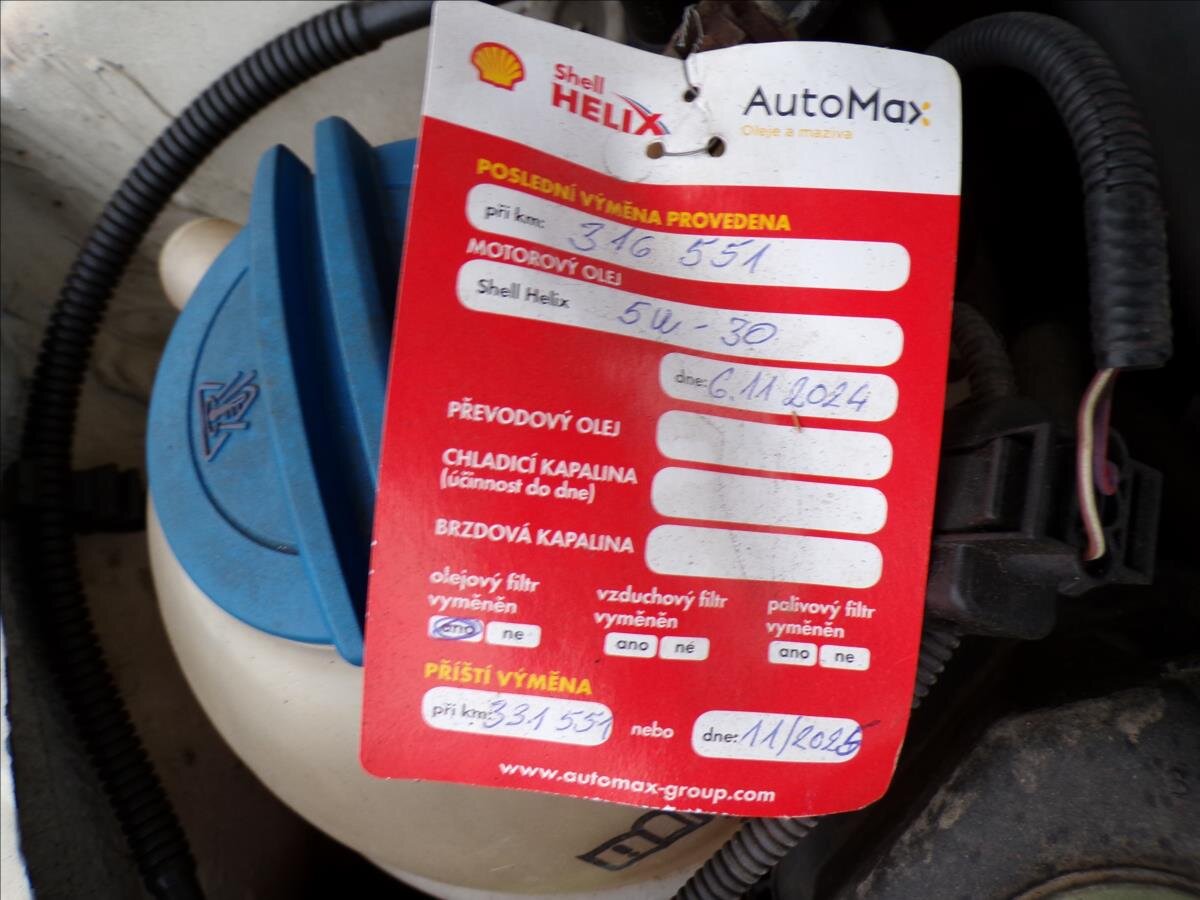 Shell
HELIX
AutoMax
Oleje a maziva
POSLEDNÍ VÝMĚNA PROVEDENA
při km: 316 551
MOTOROVÝ OLEJ
Shell Helix 5W-30
dne: 6.11 2024
PŘEVODOVÝ OLEJ
CHLADICÍ KAPALINA
(účinnost do dne)
BRZDOVÁ KAPALINA
olejový filtr vzduchový filtr palivový filtr
vyměněn vyměněn vyměněn
ano ne ano né ano ne
PŘÍŠTÍ VÝMĚNA
při km: 331 551 nebo dne: 11/2025
www.automax-group.com